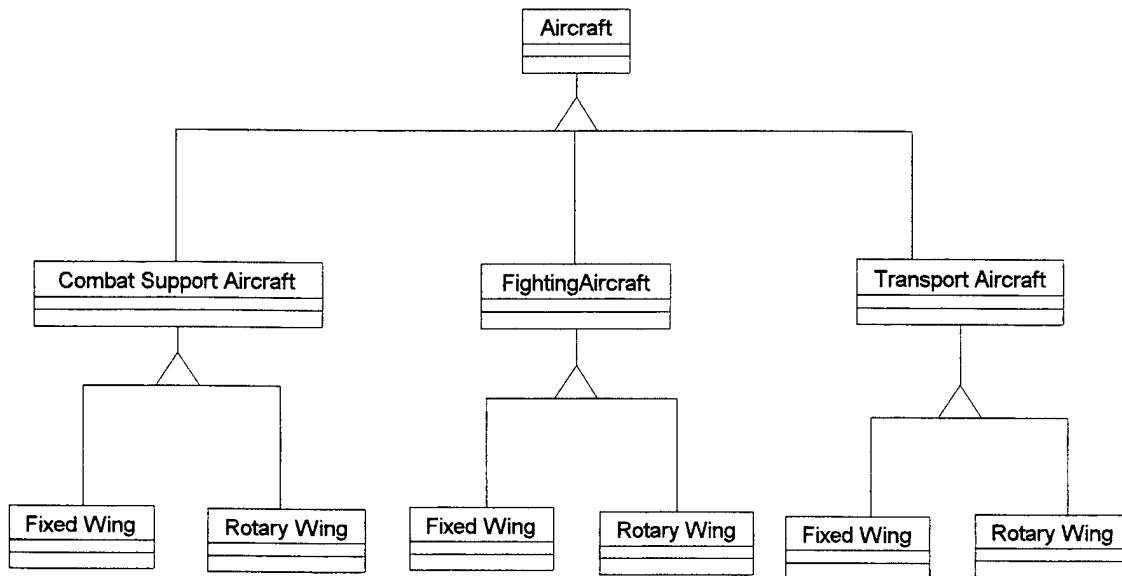 Aircraft
Combat Support Aircraft
FightingAircraft
Transport Aircraft
Fixed Wing
Rotary Wing
Fixed Wing
Rotary Wing
Fixed Wing
Rotary Wing